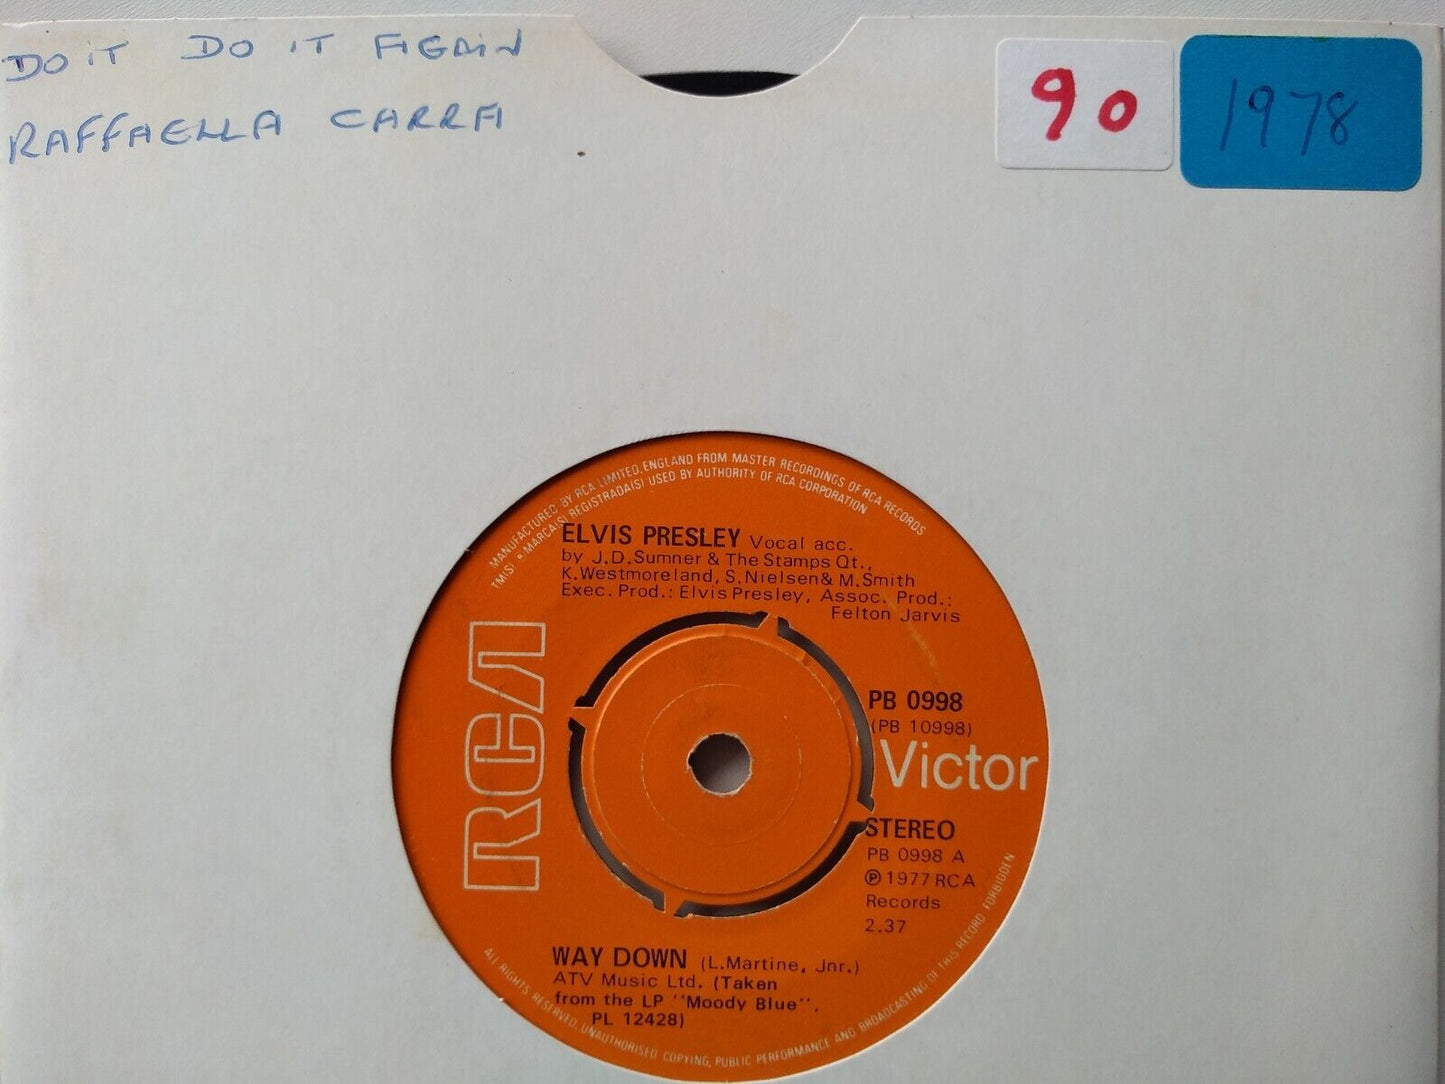 DO IT DO IT AGAIN
RAFFAELLA CARRA
90
1978
MANUFACTURED BY RCA LIMITED, ENGLAND FROM MASTER RECORDINGS OF RCA RECORDS
TM(S) ® MARCA(S) REGISTRADA(S) USED BY AUTHORITY OF RCA CORPORATION
ELVIS PRESLEY Vocal acc.
by J.D.Sumner & The Stamps Qt.,
K.Westmoreland, S.Nielsen & M.Smith
Exec. Prod.: Elvis Presley, Assoc. Prod.:
Felton Jarvis
RCA
PB 0998
(PB 10998)
Victor
STEREO
PB 0998 A
℗ 1977 RCA
Records
2.37
WAY DOWN (L.Martine, Jnr.)
ATV Music Ltd. (Taken
from the LP "Moody Blue",
PL 12428)
ALL RIGHTS RESERVED. UNAUTHORISED COPYING, PUBLIC PERFORMANCE AND BROADCASTING OF THIS RECORD FORBIDDEN